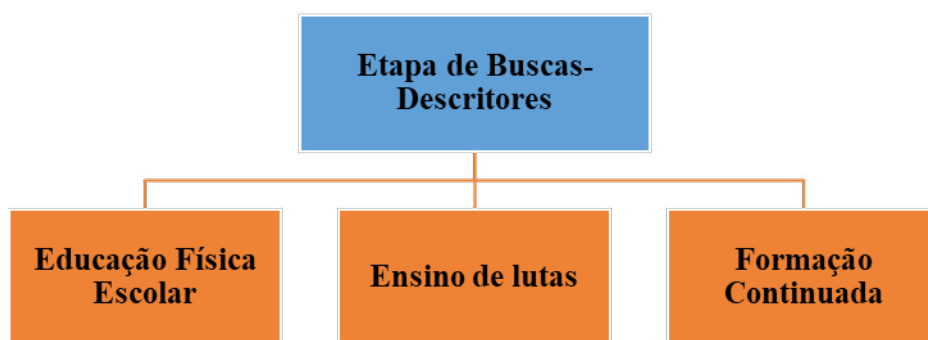 Etapa de Buscas-
Descritores
Educação Física
Escolar
Ensino de lutas
Formação
Continuada